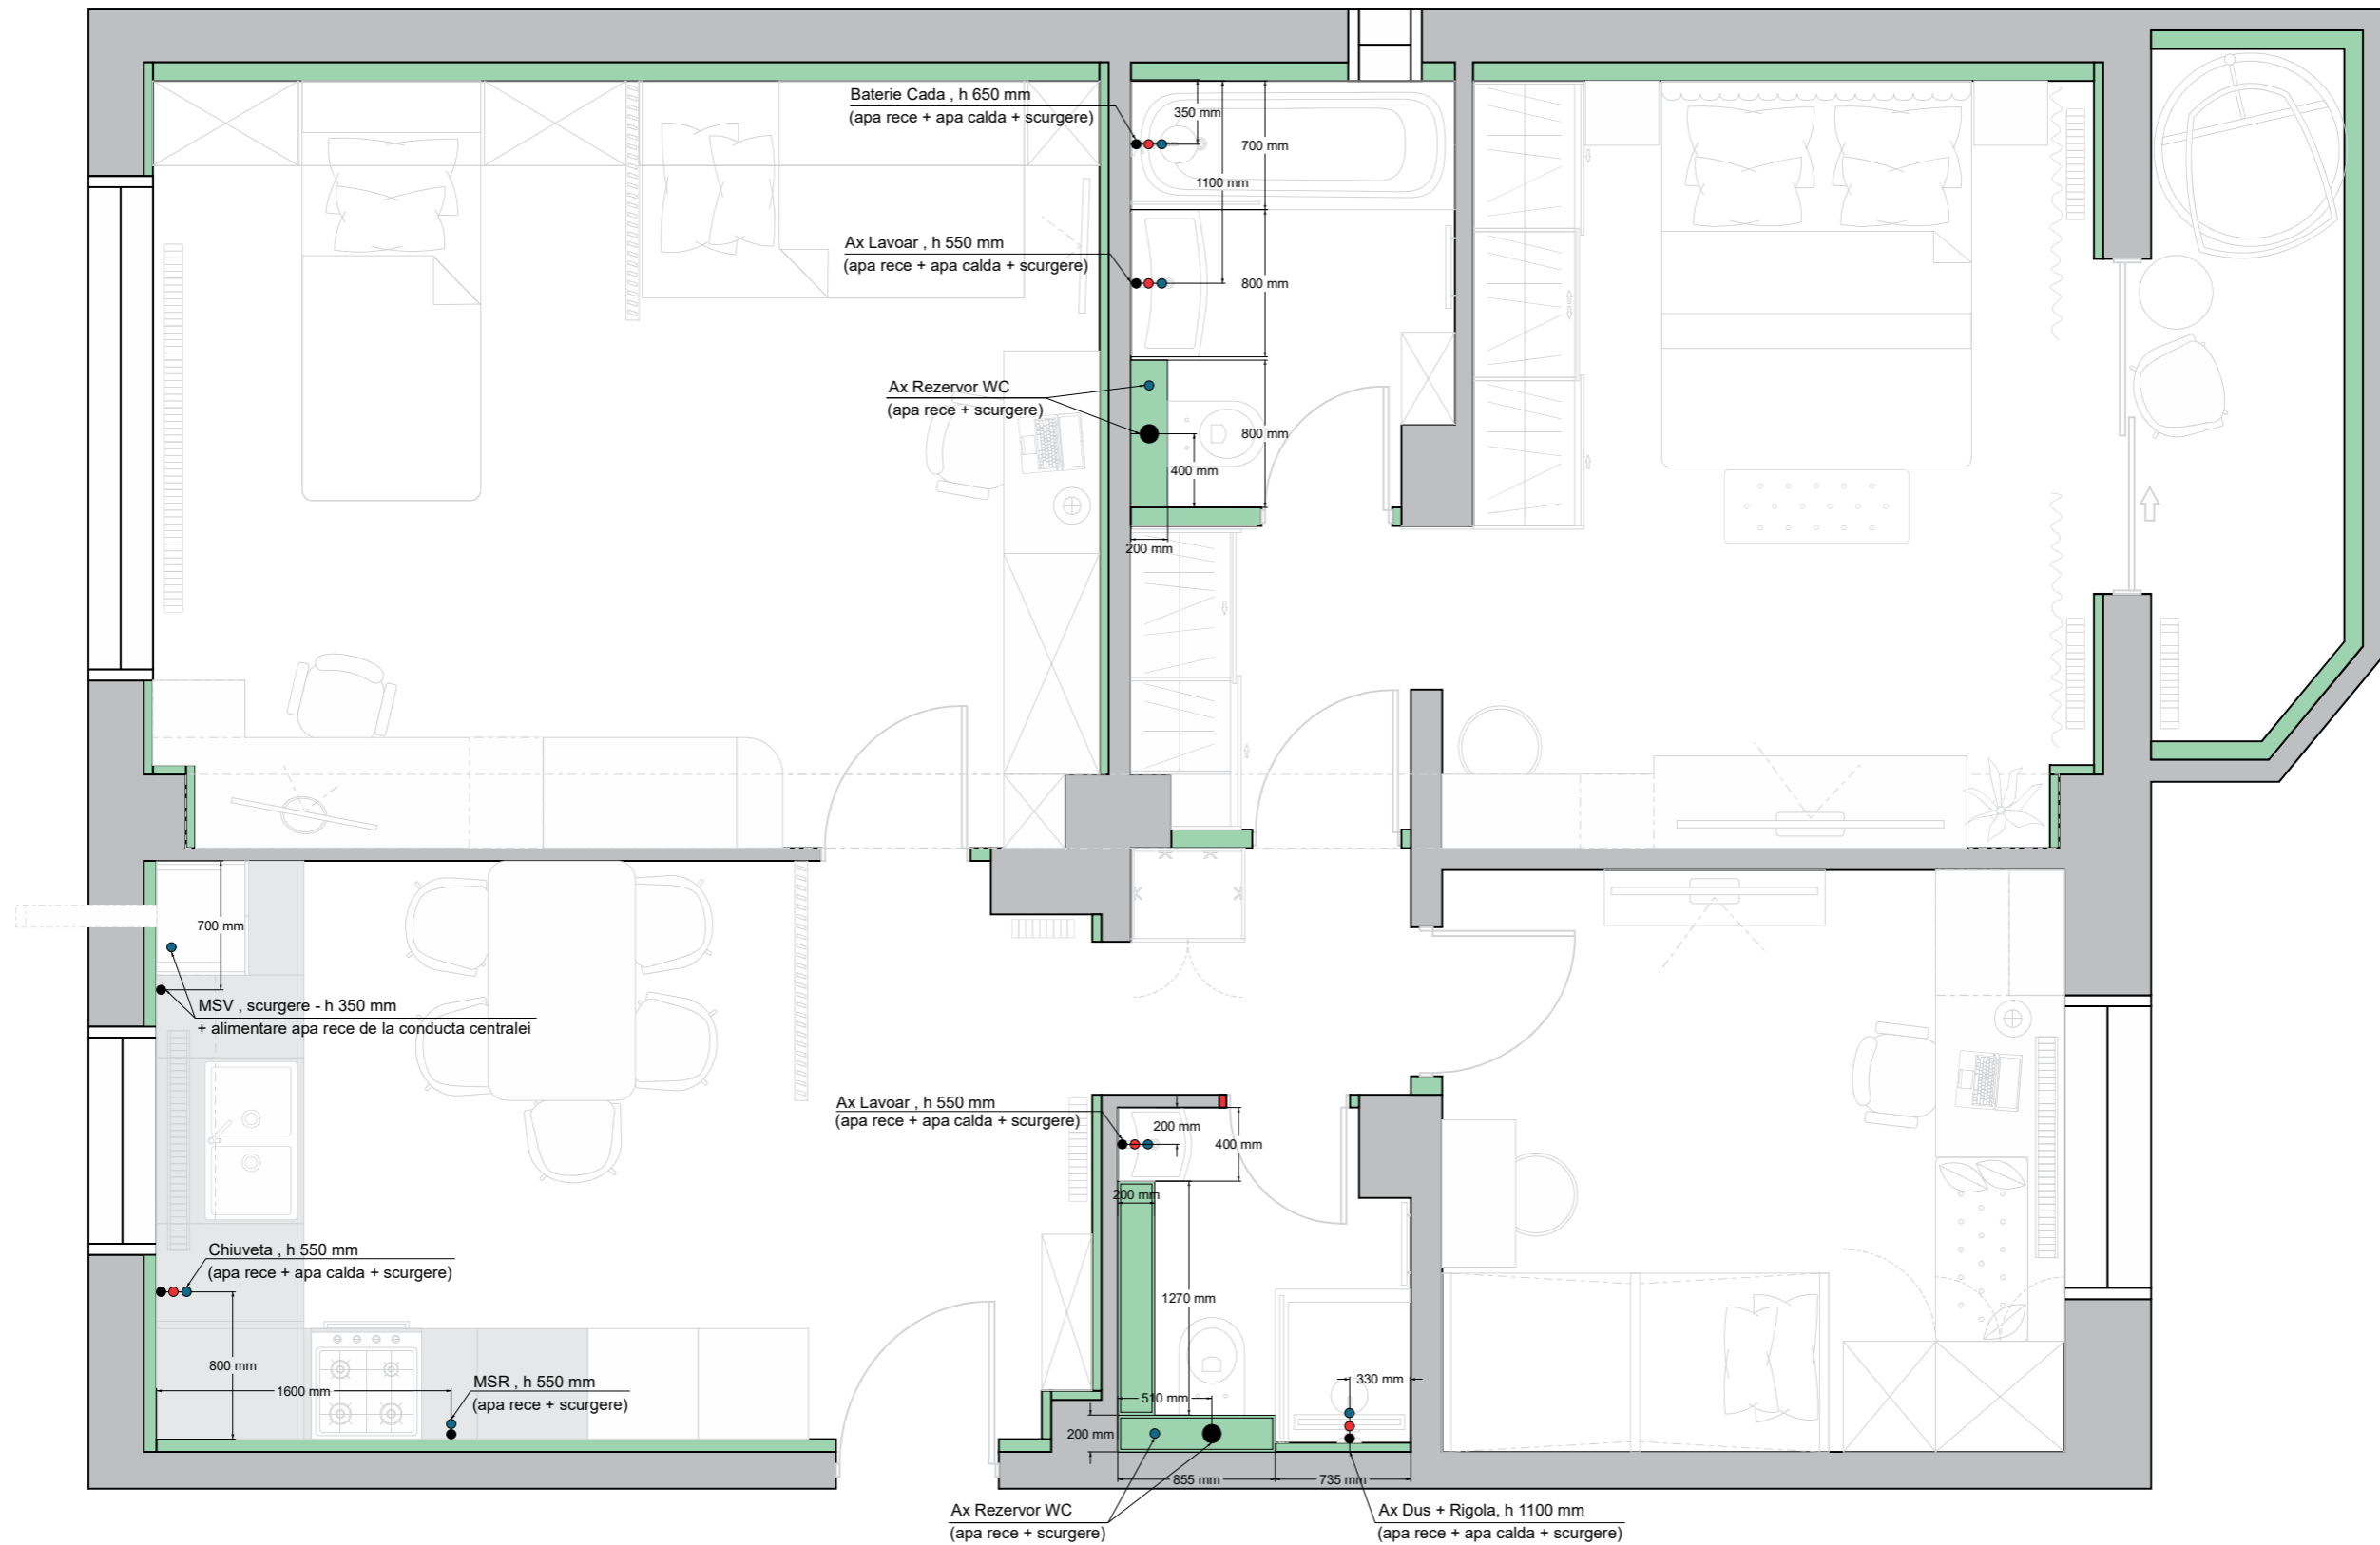 Baterie Cada , h 650 mm
(apa rece + apa calda + scurgere)
350 mm
700 mm
1100 mm
Ax Lavoar , h 550 mm
(apa rece + apa calda + scurgere)
800 mm
Ax Rezervor WC
(apa rece + scurgere)
800 mm
400 mm
200 mm
700 mm
MSV , scurgere - h 350 mm
+ alimentare apa rece de la conducta centralei
Ax Lavoar , h 550 mm
(apa rece + apa calda + scurgere)
200 mm
400 mm
200 mm
Chiuveta , h 550 mm
(apa rece + apa calda + scurgere)
1270 mm
800 mm
1600 mm
MSR , h 550 mm
(apa rece + scurgere)
510 mm
330 mm
200 mm
855 mm
735 mm
Ax Rezervor WC
(apa rece + scurgere)
Ax Dus + Rigola, h 1100 mm
(apa rece + apa calda + scurgere)